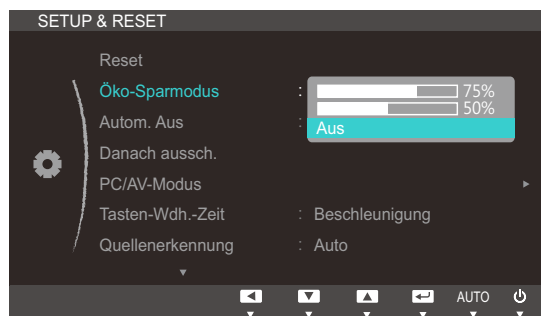 SETUP & RESET
Reset
Öko-Sparmodus : 75%
50%
Autom. Aus : Aus
Danach aussch.
PC/AV-Modus
Tasten-Wdh.-Zeit : Beschleunigung
Quellenerkennung : Auto
AUTO